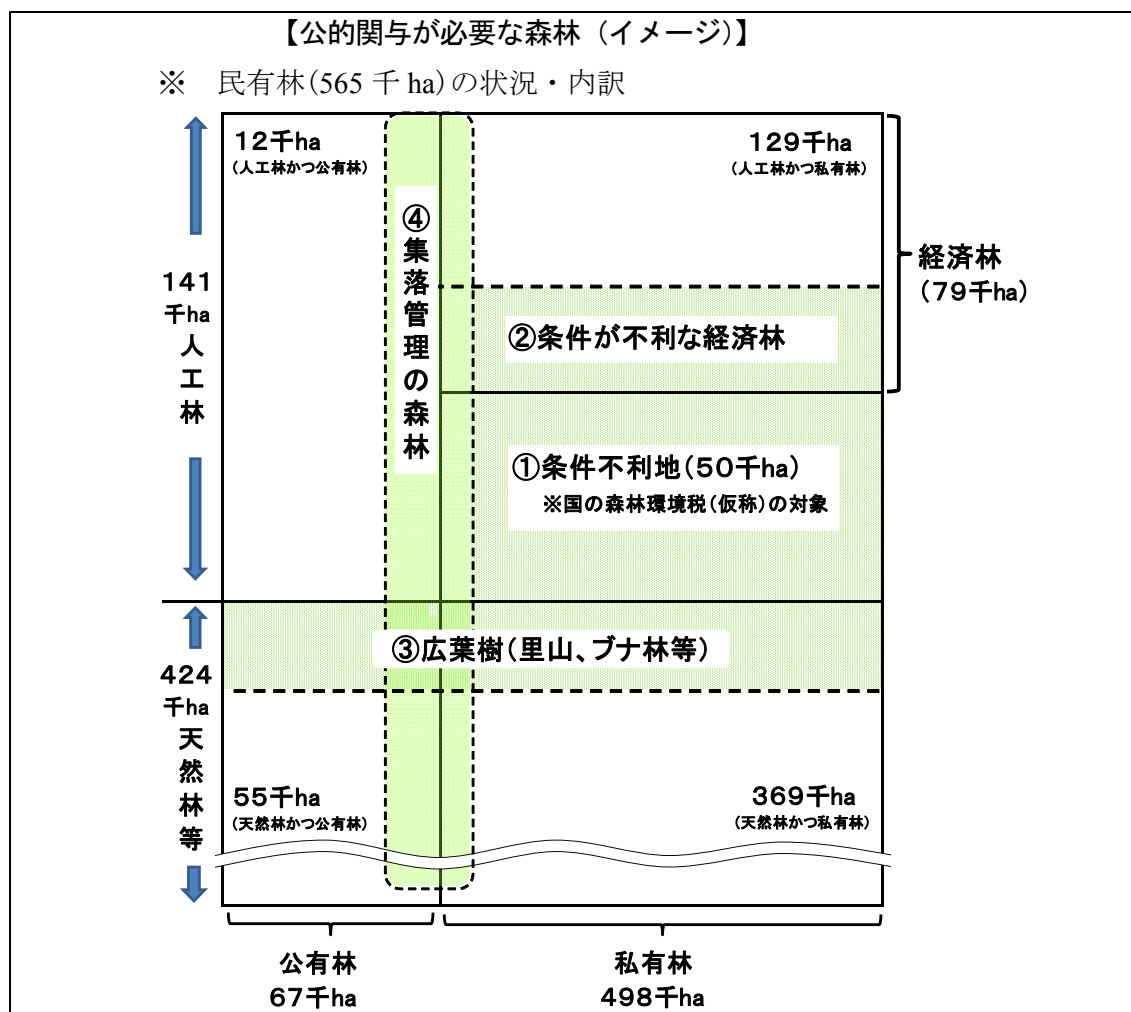 【公的関与が必要な森林（イメージ）】
※　民有林(565 千 ha)の状況・内訳
12千ha
（人工林かつ公有林）
129千ha
（人工林かつ私有林）
④集落管理の森林
経済林
（79千ha）
141
千ha
人工林
②条件が不利な経済林
①条件不利地（50千ha）
※国の森林環境税（仮称）の対象
③広葉樹（里山、ブナ林等）
424
千ha
天然林等
55千ha
（天然林かつ公有林）
369千ha
（天然林かつ私有林）
公有林
67千ha
私有林
498千ha